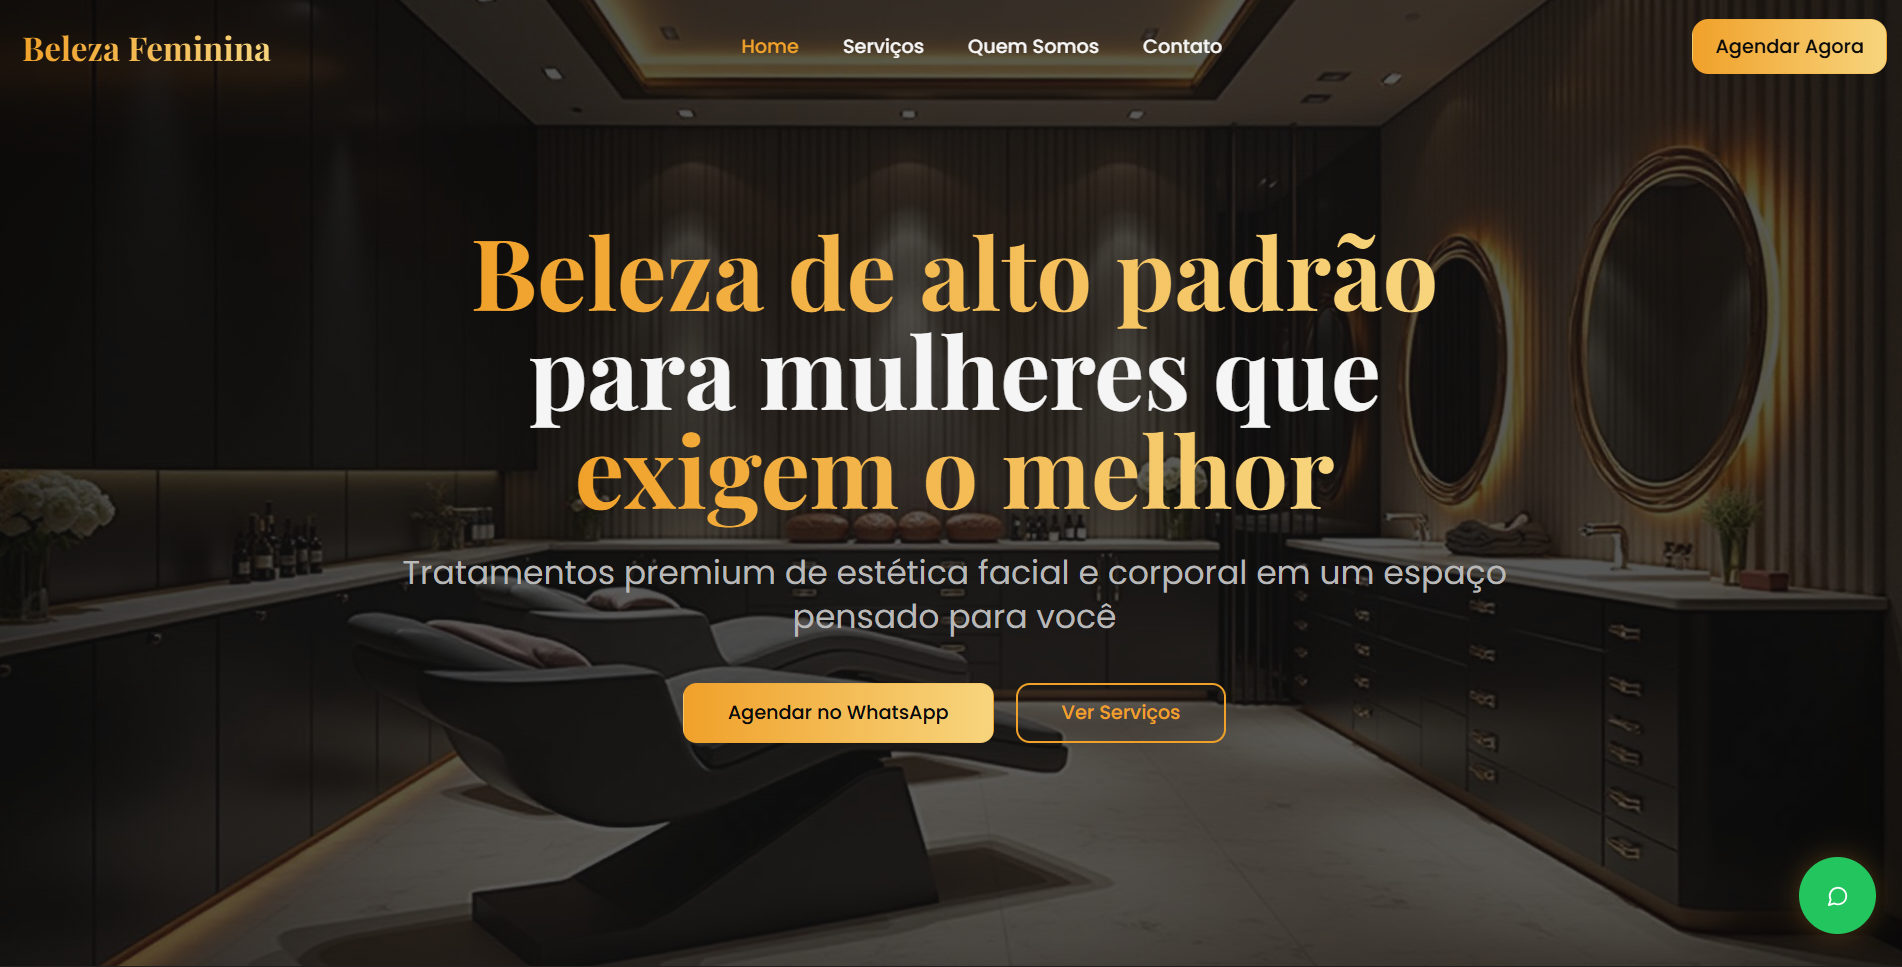 Beleza Feminina
Home
Serviços
Quem Somos
Contato
Agendar Agora
Beleza de alto padrão
para mulheres que
exigem o melhor
Tratamentos premium de estética facial e corporal em um espaço
pensado para você
Agendar no WhatsApp
Ver Serviços